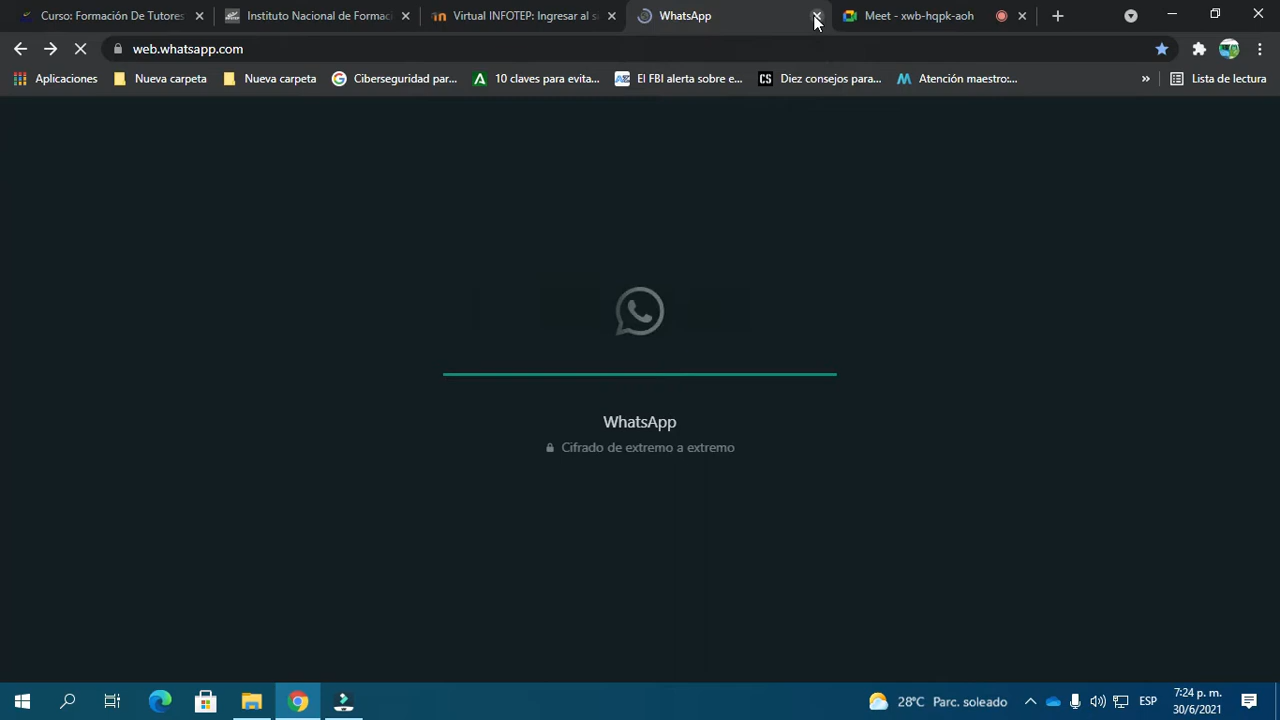 Curso: Formación De Tutores
Instituto Nacional de Formaci
Virtual INFOTEP: Ingresar al s
WhatsApp
Meet - xwb-hqpk-aoh
web.whatsapp.com
Aplicaciones
Nueva carpeta
Nueva carpeta
Ciberseguridad par...
10 claves para evita...
El FBI alerta sobre e...
CS
Diez consejos para...
Atención maestro:...
»
Lista de lectura
WhatsApp
Cifrado de extremo a extremo
28°C Parc. soleado
ESP
7:24 p. m.
30/6/2021